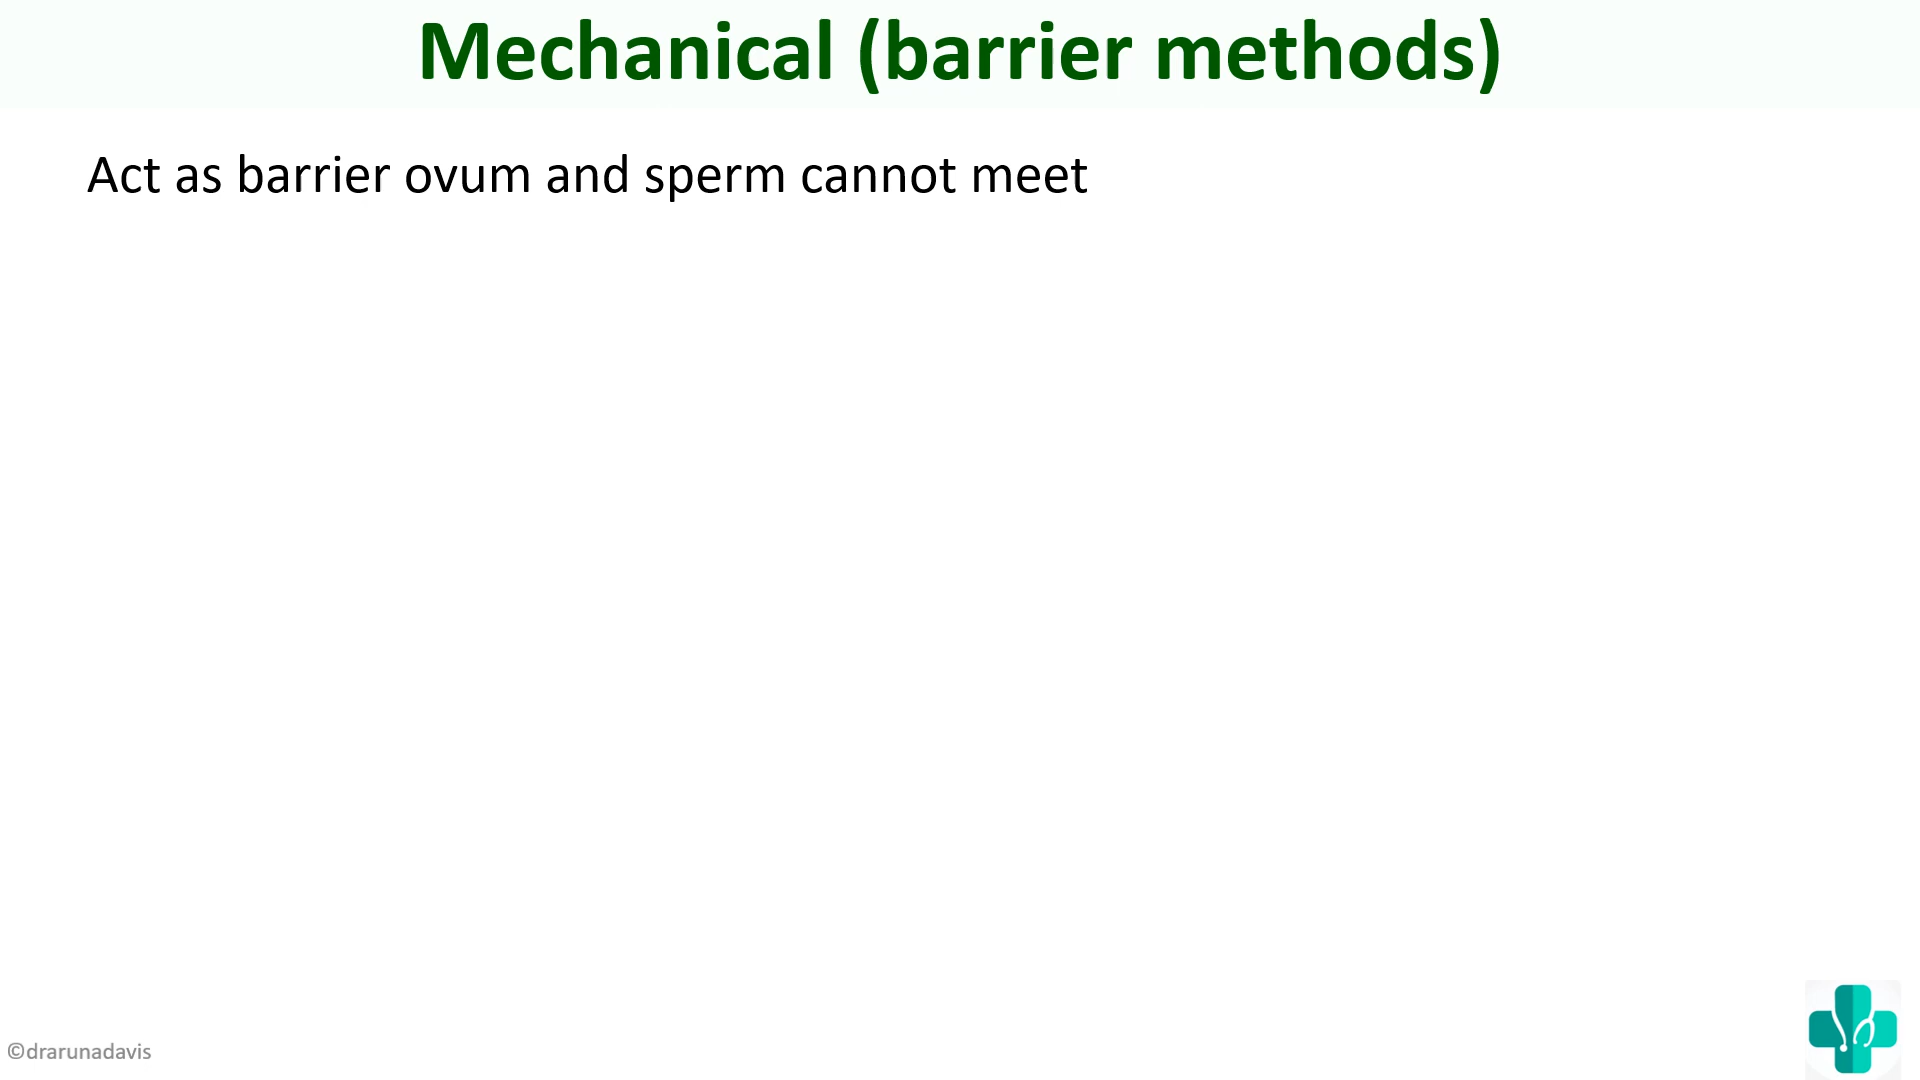 Mechanical (barrier methods)
Act as barrier ovum and sperm cannot meet
©drarunadavis